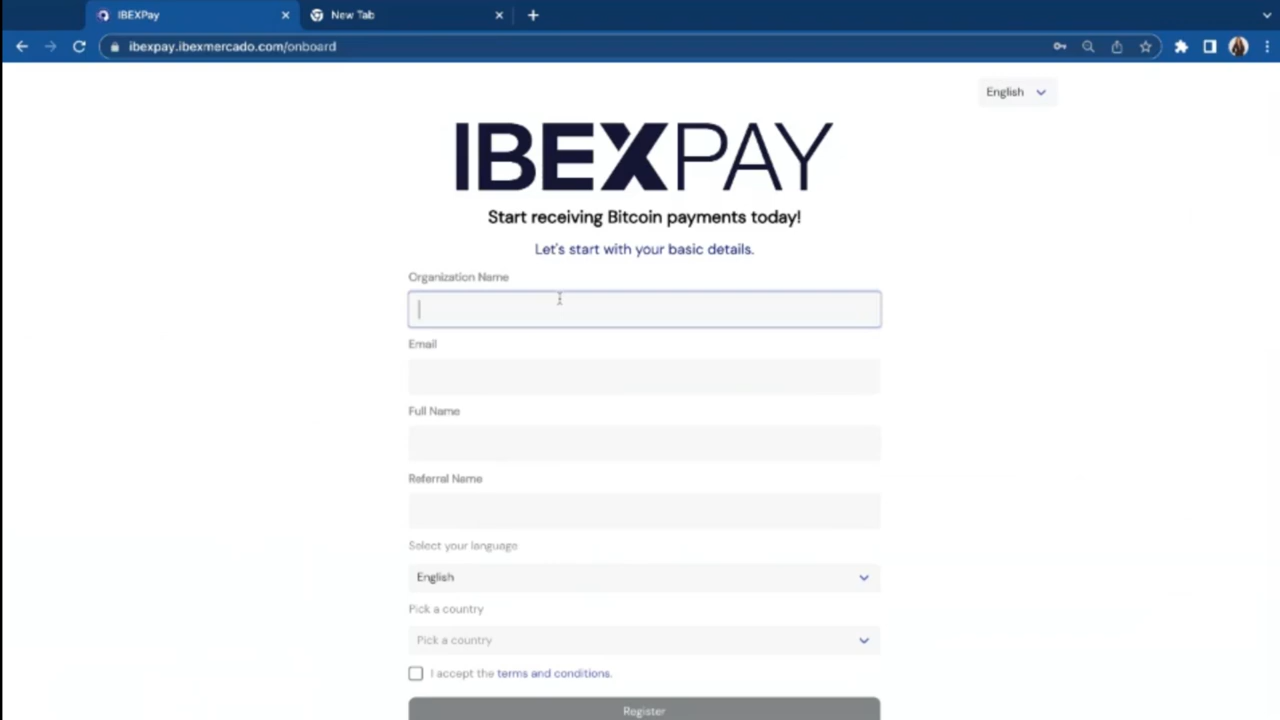 IBEXPay
New Tab
ibexpay.ibexmercado.com/onboard
English
IBEXPAY
Start receiving Bitcoin payments today!
Let's start with your basic details.
Organization Name
Email
Full Name
Referral Name
Select your language
English
Pick a country
Pick a country
I accept the terms and conditions.
Register